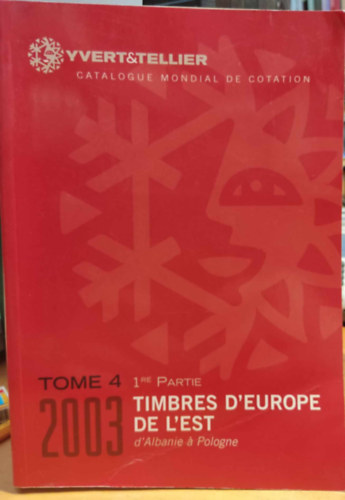 YVERT&TELLIER
CATALOGUE MONDIAL DE COTATION
TOME 4 1RE PARTIE
2003 TIMBRES D'EUROPE
DE L'EST
d'Albanie à Pologne